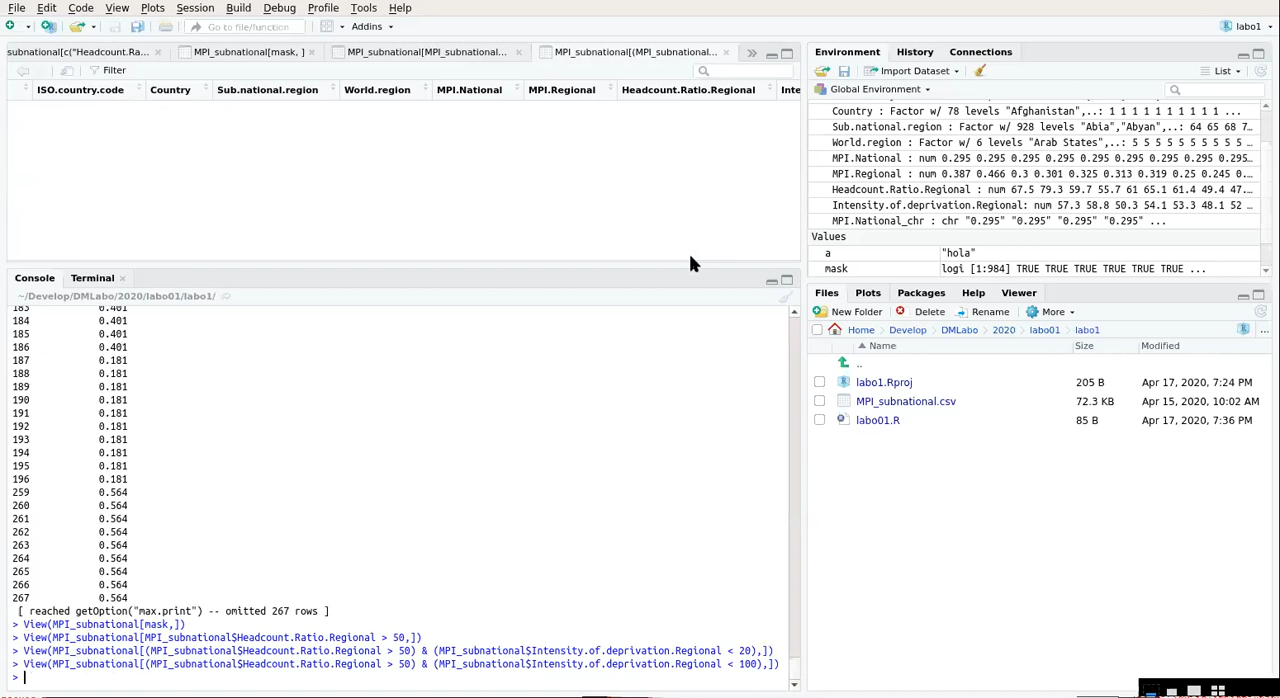 File Edit Code View Plots Session Build Debug Profile Tools Help
Go to file/function Addins labo1
subnational[c("Headcount.Ra... MPI_subnational[mask, ] MPI_subnational[MPI_subnational... MPI_subnational[(MPI_subnational...
Filter
ISO.country.code Country Sub.national.region World.region MPI.National MPI.Regional Headcount.Ratio.Regional Inte
Console Terminal
~/Develop/DMLabo/2020/labo01/labo1/
183 0.401
184 0.401
185 0.401
186 0.401
187 0.181
188 0.181
189 0.181
190 0.181
191 0.181
192 0.181
193 0.181
194 0.181
195 0.181
196 0.181
259 0.564
260 0.564
261 0.564
262 0.564
263 0.564
264 0.564
265 0.564
266 0.564
267 0.564
[ reached getOption("max.print") -- omitted 267 rows ]
> View(MPI_subnational[mask,])
> View(MPI_subnational[MPI_subnational$Headcount.Ratio.Regional > 50,])
> View(MPI_subnational[(MPI_subnational$Headcount.Ratio.Regional > 50) & (MPI_subnational$Intensity.of.deprivation.Regional < 20),])
> View(MPI_subnational[(MPI_subnational$Headcount.Ratio.Regional > 50) & (MPI_subnational$Intensity.of.deprivation.Regional < 100),])
>
Environment History Connections
Import Dataset List
Global Environment
Country : Factor w/ 78 levels "Afghanistan",..: 1 1 1 1 1 1 1 1 1 1 ...
Sub.national.region : Factor w/ 928 levels "Abia","Abyan",..: 64 65 68 7...
World.region : Factor w/ 6 levels "Arab States",..: 5 5 5 5 5 5 5 5 5 5 ...
MPI.National : num 0.295 0.295 0.295 0.295 0.295 0.295 0.295 0.295 0.295...
MPI.Regional : num 0.387 0.466 0.3 0.301 0.325 0.313 0.319 0.25 0.245 0....
Headcount.Ratio.Regional : num 67.5 79.3 59.7 55.7 61 65.1 61.4 49.4 47....
Intensity.of.deprivation.Regional: num 57.3 58.8 50.3 54.1 53.3 48.1 52 ...
MPI.National_chr : chr "0.295" "0.295" "0.295" "0.295" ...
Values
a "hola"
mask logi [1:984] TRUE TRUE TRUE TRUE TRUE TRUE ...
Files Plots Packages Help Viewer
New Folder Delete Rename More
Home Develop DMLabo 2020 labo01 labo1 ...
Name Size Modified
..
labo1.Rproj 205 B Apr 17, 2020, 7:24 PM
MPI_subnational.csv 72.3 KB Apr 15, 2020, 10:02 AM
labo01.R 85 B Apr 17, 2020, 7:36 PM